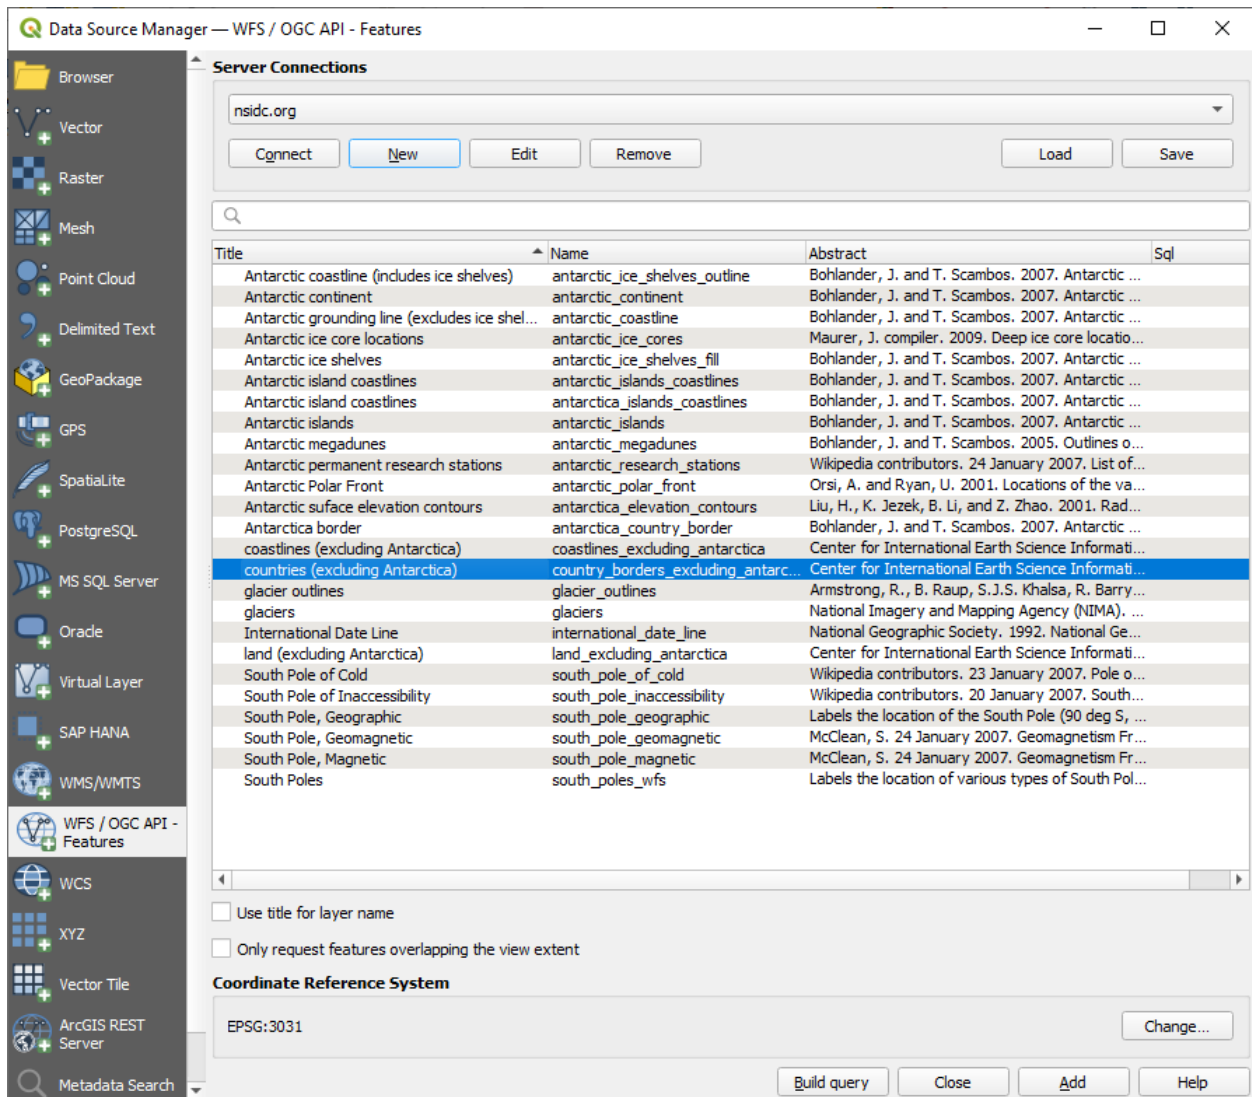 Data Source Manager — WFS / OGC API - Features
Browser
Vector
Raster
Mesh
Point Cloud
Delimited Text
GeoPackage
GPS
SpatiaLite
PostgreSQL
MS SQL Server
Oracle
Virtual Layer
SAP HANA
WMS/WMTS
WFS / OGC API -
Features
WCS
XYZ
Vector Tile
ArcGIS REST
Server
Metadata Search
Server Connections
nsidc.org
Connect New Edit Remove Load Save
Title Name Abstract Sql
Antarctic coastline (includes ice shelves) antarctic_ice_shelves_outline Bohlander, J. and T. Scambos. 2007. Antarctic ...
Antarctic continent antarctic_continent Bohlander, J. and T. Scambos. 2007. Antarctic ...
Antarctic grounding line (excludes ice shel... antarctic_coastline Bohlander, J. and T. Scambos. 2007. Antarctic ...
Antarctic ice core locations antarctic_ice_cores Maurer, J. compiler. 2009. Deep ice core locatio...
Antarctic ice shelves antarctic_ice_shelves_fill Bohlander, J. and T. Scambos. 2007. Antarctic ...
Antarctic island coastlines antarctic_islands_coastlines Bohlander, J. and T. Scambos. 2007. Antarctic ...
Antarctic island coastlines antarctica_islands_coastlines Bohlander, J. and T. Scambos. 2007. Antarctic ...
Antarctic islands antarctic_islands Bohlander, J. and T. Scambos. 2007. Antarctic ...
Antarctic megadunes antarctic_megadunes Bohlander, J. and T. Scambos. 2005. Outlines o...
Antarctic permanent research stations antarctic_research_stations Wikipedia contributors. 24 January 2007. List of...
Antarctic Polar Front antarctic_polar_front Orsi, A. and Ryan, U. 2001. Locations of the va...
Antarctic suface elevation contours antarctica_elevation_contours Liu, H., K. Jezek, B. Li, and Z. Zhao. 2001. Rad...
Antarctica border antarctica_country_border Bohlander, J. and T. Scambos. 2007. Antarctic ...
coastlines (excluding Antarctica) coastlines_excluding_antarctica Center for International Earth Science Informati...
countries (excluding Antarctica) country_borders_excluding_antarc... Center for International Earth Science Informati...
glacier outlines glacier_outlines Armstrong, R., B. Raup, S.J.S. Khalsa, R. Barry...
glaciers glaciers National Imagery and Mapping Agency (NIMA). ...
International Date Line international_date_line National Geographic Society. 1992. National Ge...
land (excluding Antarctica) land_excluding_antarctica Center for International Earth Science Informati...
South Pole of Cold south_pole_of_cold Wikipedia contributors. 23 January 2007. Pole o...
South Pole of Inaccessibility south_pole_inaccessibility Wikipedia contributors. 20 January 2007. South...
South Pole, Geographic south_pole_geographic Labels the location of the South Pole (90 deg S, ...
South Pole, Geomagnetic south_pole_geomagnetic McClean, S. 24 January 2007. Geomagnetism Fr...
South Pole, Magnetic south_pole_magnetic McClean, S. 24 January 2007. Geomagnetism Fr...
South Poles south_poles_wfs Labels the location of various types of South Pol...
Use title for layer name
Only request features overlapping the view extent
Coordinate Reference System
EPSG:3031 Change...
Build query Close Add Help